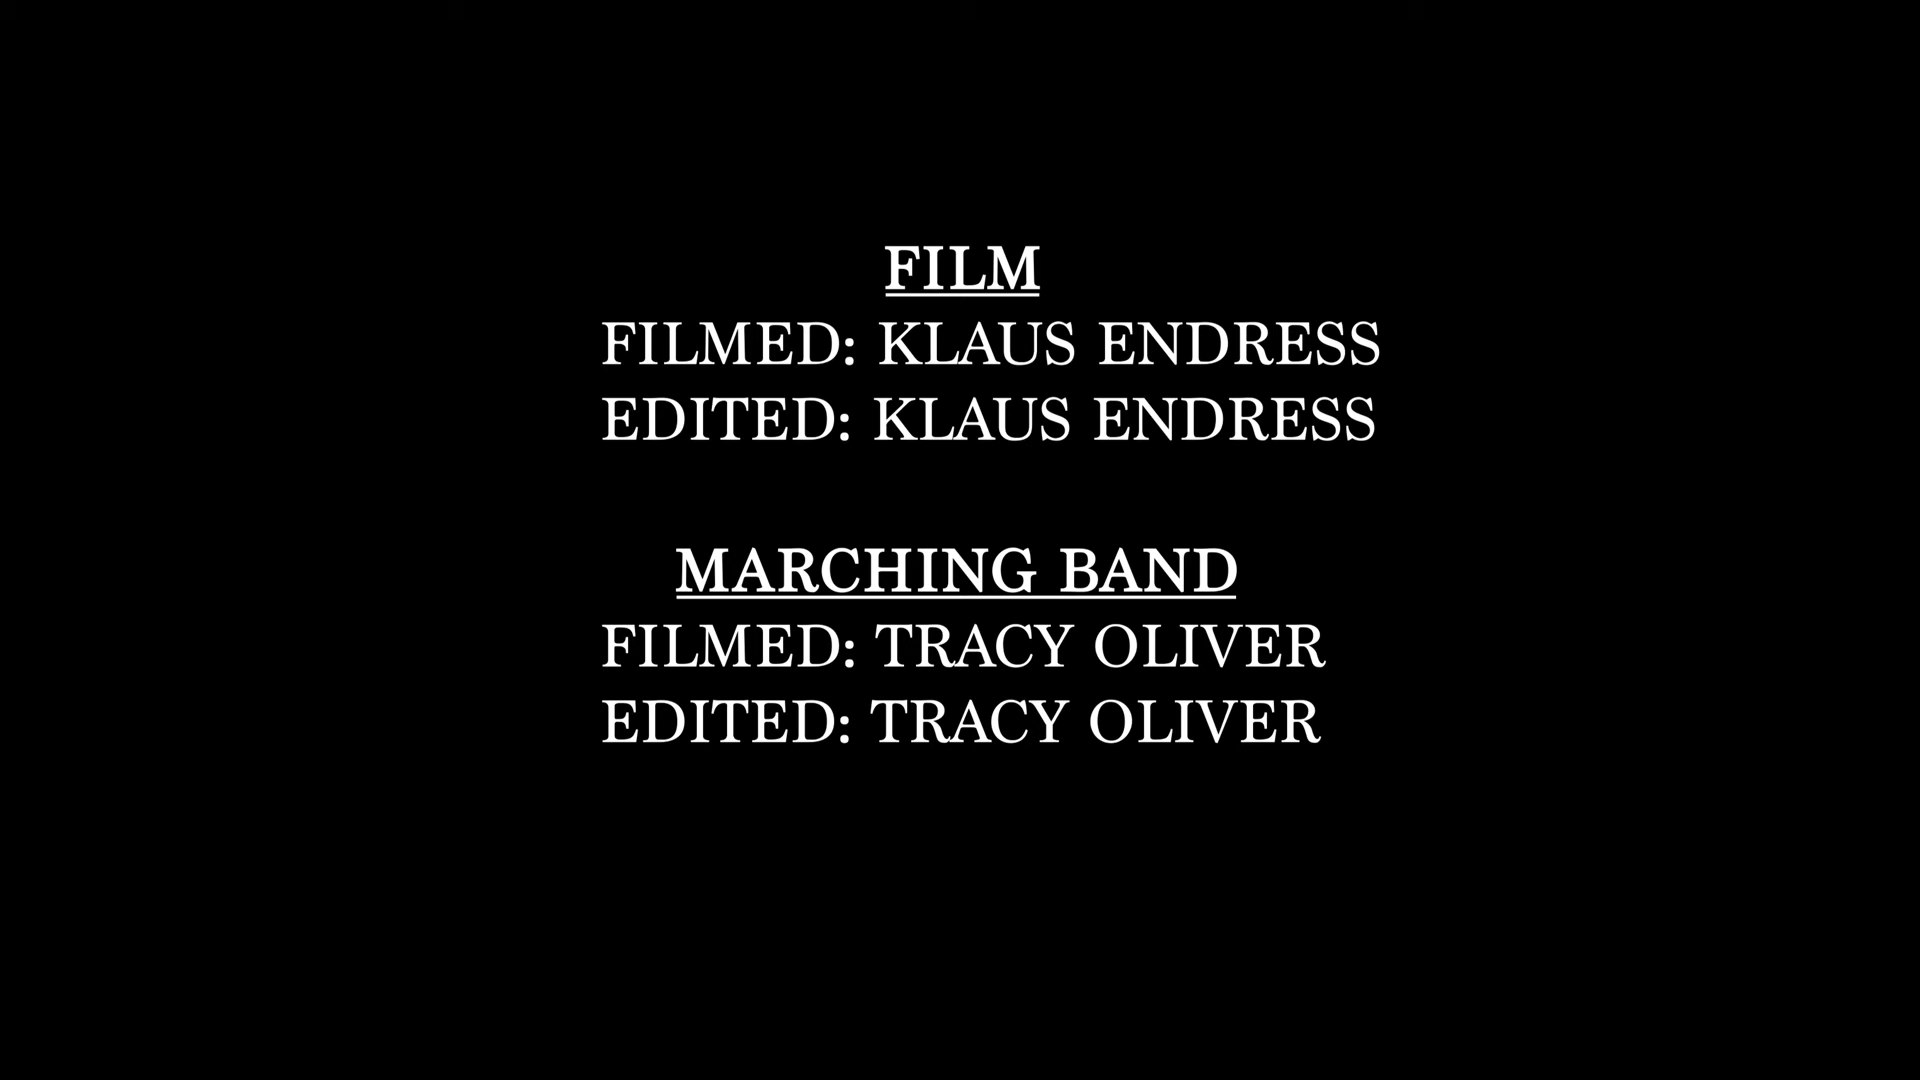 FILM
FILMED: KLAUS ENDRESS
EDITED: KLAUS ENDRESS
MARCHING BAND
FILMED: TRACY OLIVER
EDITED: TRACY OLIVER